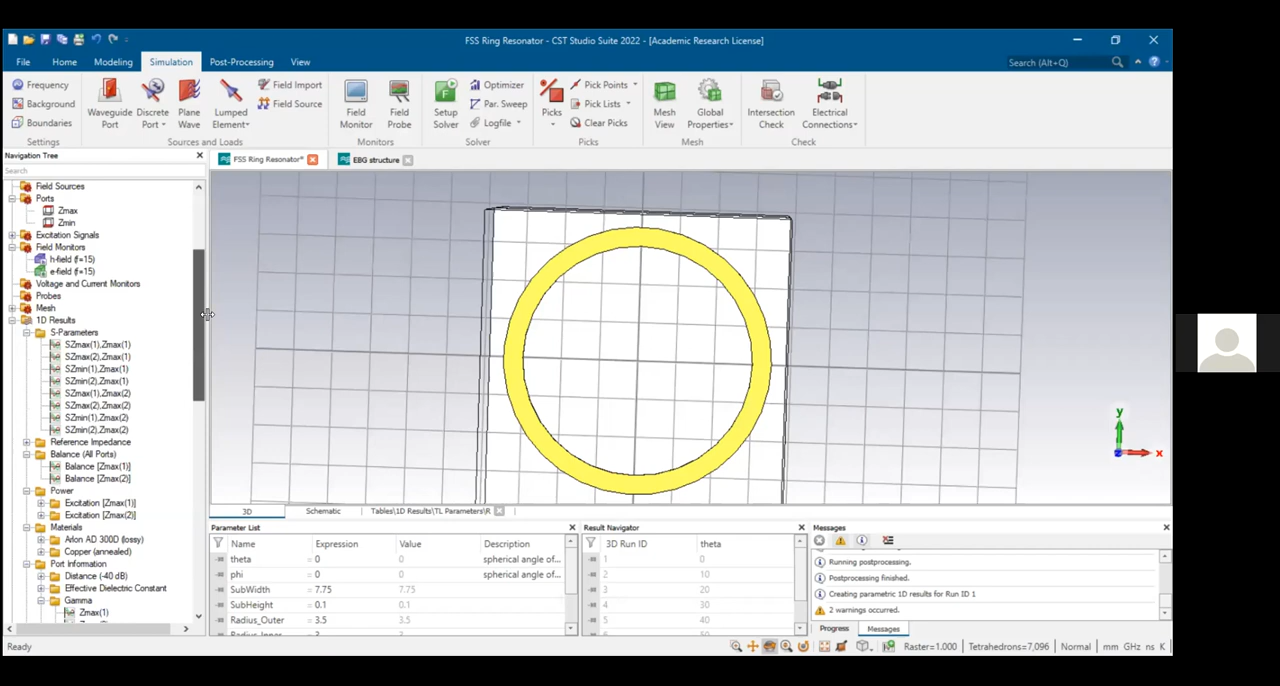 FSS Ring Resonator - CST Studio Suite 2022 - [Academic Research License]
File Home Modeling Simulation Post-Processing View Search (Alt+Q)
Frequency
Background
Boundaries
Settings
Waveguide Port
Discrete Port
Plane Wave
Lumped Element
Field Import
Field Source
Sources and Loads
Field Monitor
Field Probe
Monitors
Setup Solver
Optimizer
Par. Sweep
Logfile
Solver
Picks
Pick Points
Pick Lists
Clear Picks
Picks
Mesh View
Global Properties
Mesh
Intersection Check
Electrical Connections
Check
Navigation Tree
Search
FSS Ring Resonator*
EBG structure
Field Sources
Ports
Zmax
Zmin
Excitation Signals
Field Monitors
h-field (f=15)
e-field (f=15)
Voltage and Current Monitors
Probes
Mesh
1D Results
S-Parameters
SZmax(1),Zmax(1)
SZmax(2),Zmax(1)
SZmin(1),Zmax(1)
SZmin(2),Zmax(1)
SZmax(1),Zmax(2)
SZmax(2),Zmax(2)
SZmin(1),Zmax(2)
SZmin(2),Zmax(2)
Reference Impedance
Balance (All Ports)
Balance [Zmax(1)]
Balance [Zmax(2)]
Power
Excitation [Zmax(1)]
Excitation [Zmax(2)]
Materials
Arlon AD 300D (lossy)
Copper (annealed)
Port Information
Distance (-40 dB)
Effective Dielectric Constant
Gamma
Zmax(1)
y
x
3D Schematic Tables\1D Results\TL Parameters\R
Parameter List
Name Expression Value Description
theta = 0 0 spherical angle of...
phi = 0 0 spherical angle of...
SubWidth = 7.75 7.75
SubHeight = 0.1 0.1
Radius_Outer = 3.5 3.5
Result Navigator
3D Run ID theta
1 0
2 10
3 20
4 30
5 40
Messages
Running postprocessing.
Postprocessing finished.
Creating parametric 1D results for Run ID 1
2 warnings occurred.
Progress Messages
Ready
Raster=1.000 Tetrahedrons=7,096 Normal mm GHz ns K